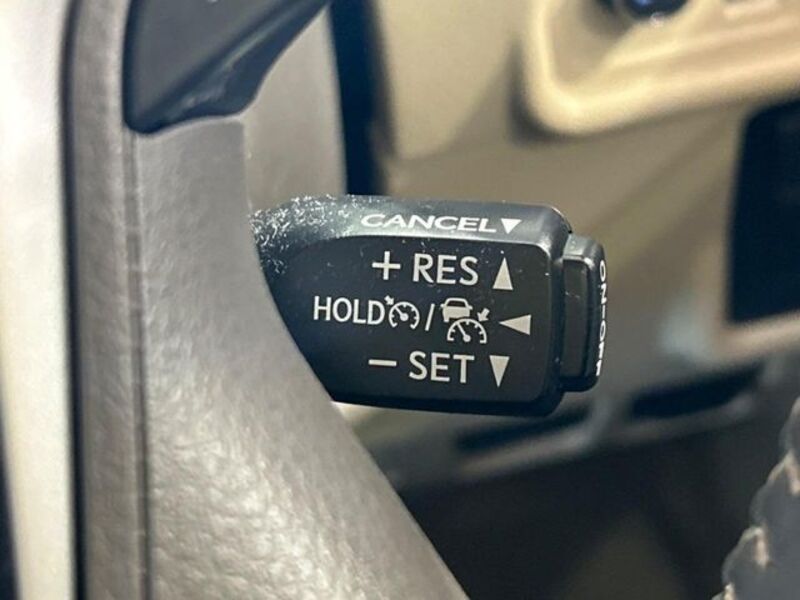 CANCEL▼
+ RES ▲
HOLD / ◀
− SET ▼
ON-OFF